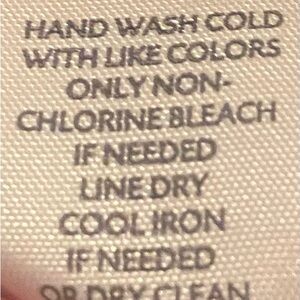 HAND WASH COLD
WITH LIKE COLORS
ONLY NON-
CHLORINE BLEACH
IF NEEDED
LINE DRY
COOL IRON
IF NEEDED
OR DRY CLEAN